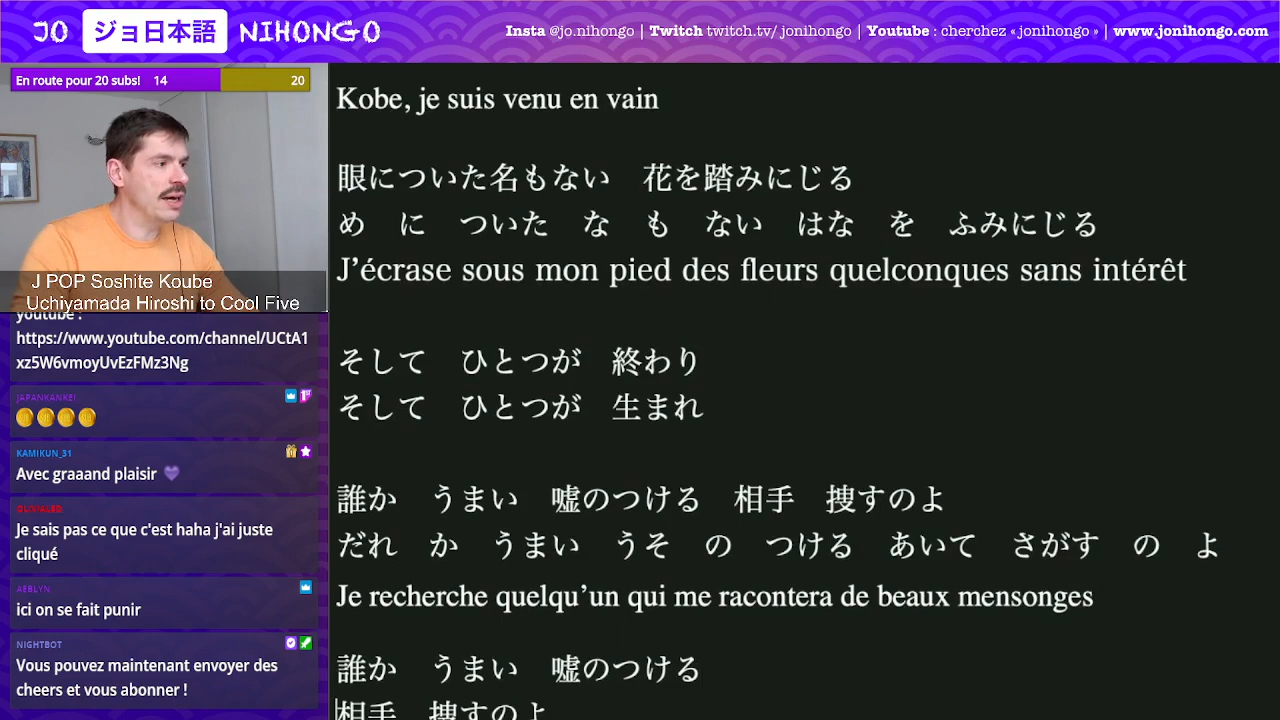 JO ジョ日本語 NIHONGO
Insta @jo.nihongo | Twitch twitch.tv/jonihongo | Youtube : cherchez « jonihongo » | www.jonihongo.com
En route pour 20 subs! 14 20
J POP Soshite Koube
Uchiyamada Hiroshi to Cool Five
youtube :
https://www.youtube.com/channel/UCtA1
xz5W6vmoyUvEzFMz3Ng
JAPANKANKEI
KAMIKUN_31
Avec graaand plaisir
Je sais pas ce que c'est haha j'ai juste
cliqué
AEBLYN
ici on se fait punir
NIGHTBOT
Vous pouvez maintenant envoyer des
cheers et vous abonner !
Kobe, je suis venu en vain
眼についた名もない 花を踏みにじる
め に ついた な も ない はな を ふみにじる
J'écrase sous mon pied des fleurs quelconques sans intérêt
そして ひとつが 終わり
そして ひとつが 生まれ
誰か うまい 嘘のつける 相手 捜すのよ
だれ か うまい うそ の つける あいて さがす の よ
Je recherche quelqu'un qui me racontera de beaux mensonges
誰か うまい 嘘のつける
相手 捜すのよ